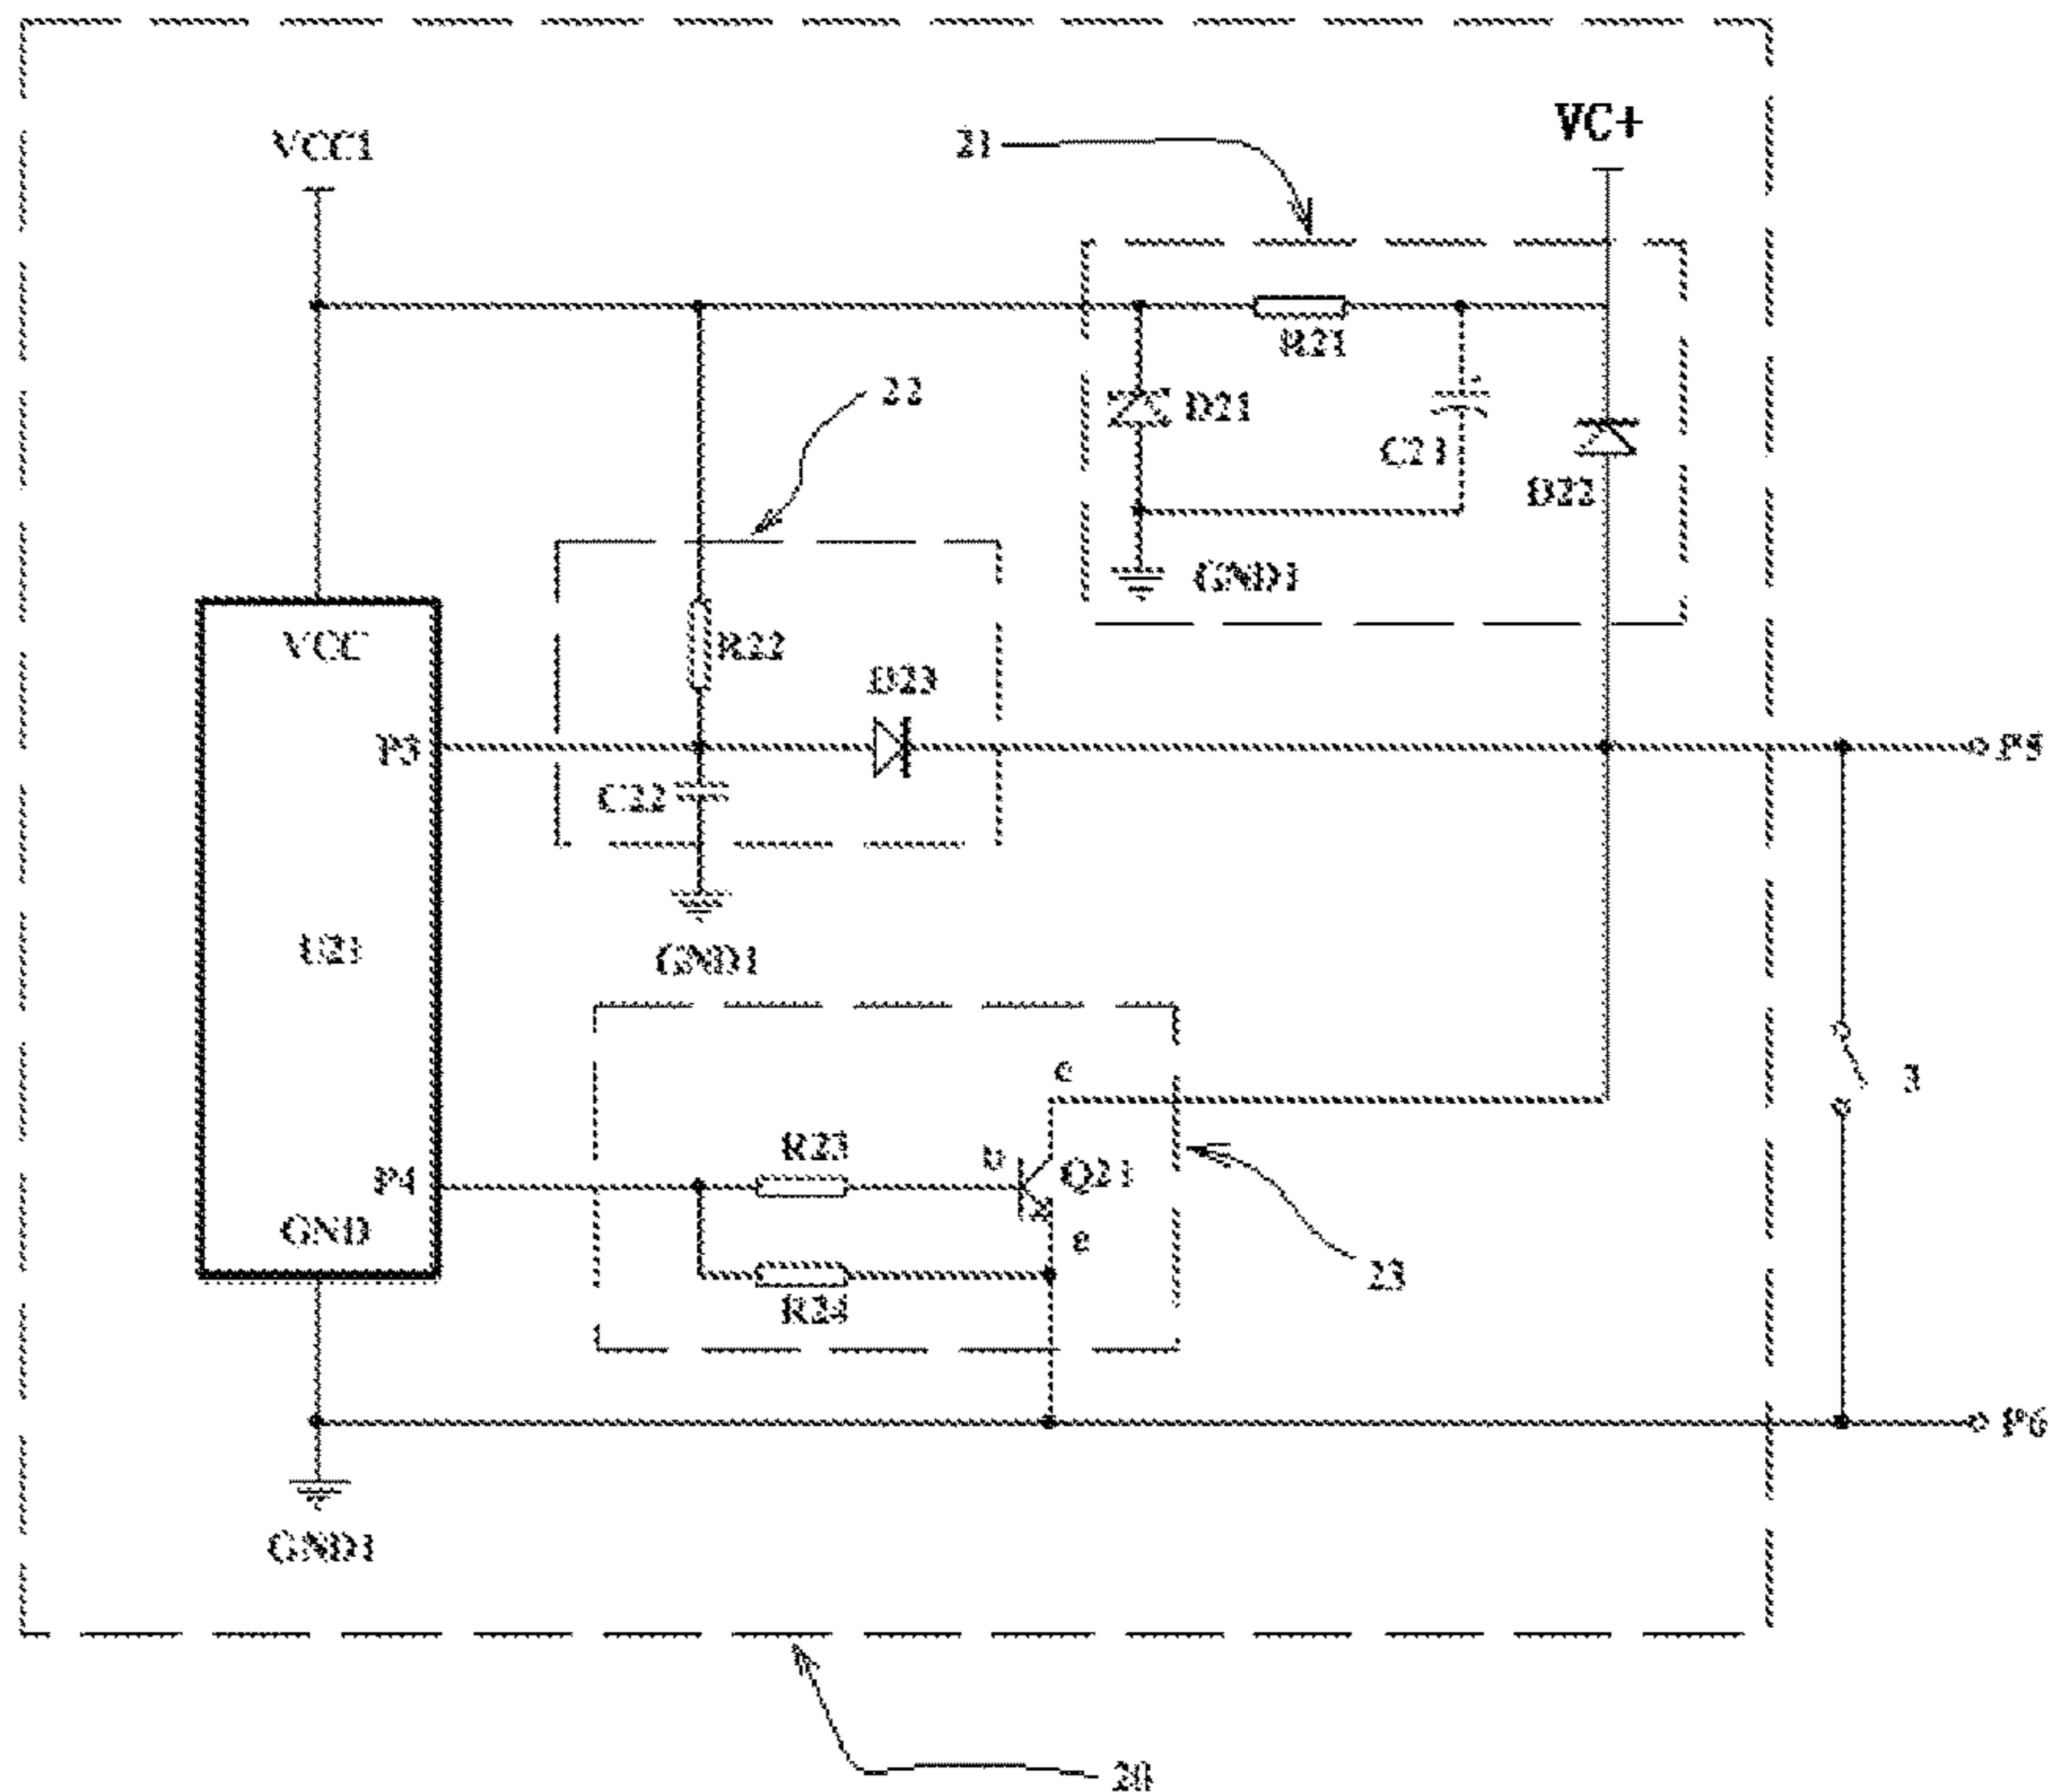 VCC1
21
VC+
R21
22
D21
C21
D22
GND1
VCC
R22
D23
P3
P5
C22
U21
GND1
c
3
R23
b
Q21
P4
GND
e
23
R24
P6
GND1
20